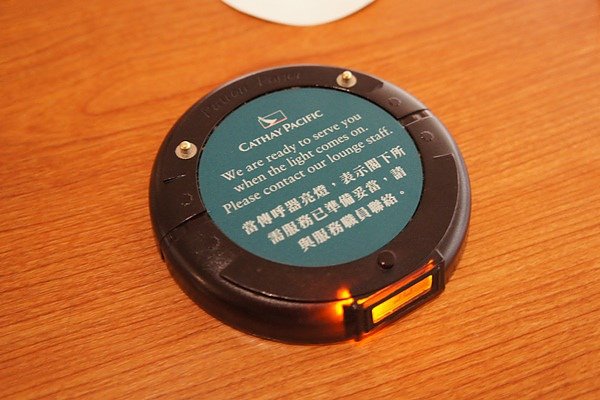 CATHAY PACIFIC
We are ready to serve you
when the light comes on.
Please contact our lounge staff.
當傳呼器亮燈，表示閣下所
需服務已準備妥當，請
與服務職員聯絡。